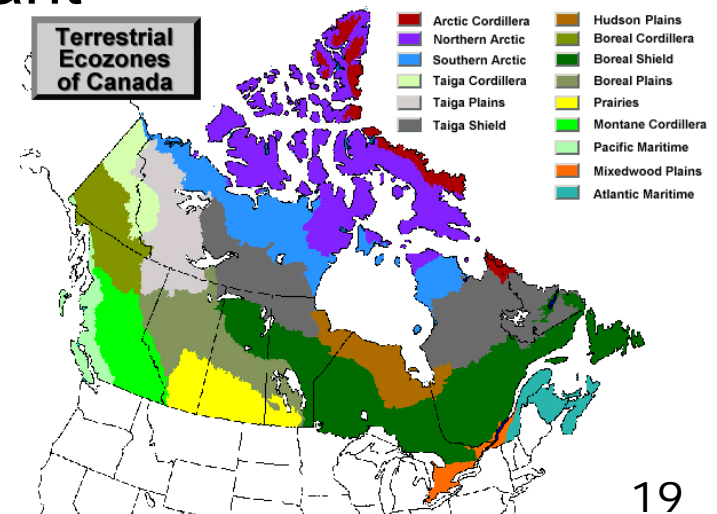 Terrestrial
Ecozones
of Canada
Arctic Cordillera
Northern Arctic
Southern Arctic
Taiga Cordillera
Taiga Plains
Taiga Shield
Hudson Plains
Boreal Cordillera
Boreal Shield
Boreal Plains
Prairies
Montane Cordillera
Pacific Maritime
Mixedwood Plains
Atlantic Maritime
19